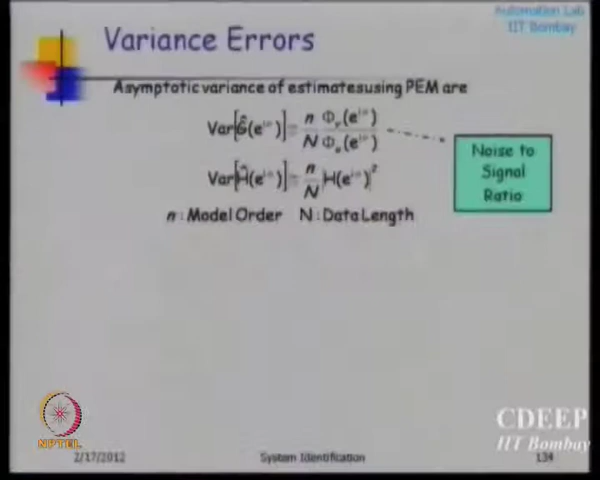 Automation Lab
IIT Bombay
Variance Errors
Asymptotic variance of estimatesusing PEM are
Var[Ĝ(e^{jω})] = n/N Φ_v(e^{jω})/Φ_u(e^{jω})
Noise to
Signal
Ratio
Var[Ĥ(e^{jω})] = n/N |H(e^{jω})|²
n : Model Order N : Data Length
NPTEL
CDEEP
IIT Bombay
2/17/2012
System Identification
134